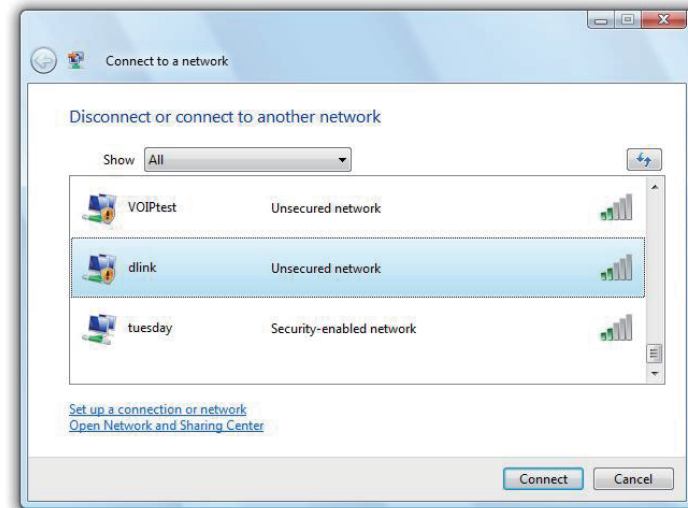 Connect to a network
Disconnect or connect to another network
Show All
VOIPtest Unsecured network
dlink Unsecured network
tuesday Security-enabled network
Set up a connection or network
Open Network and Sharing Center
Connect Cancel